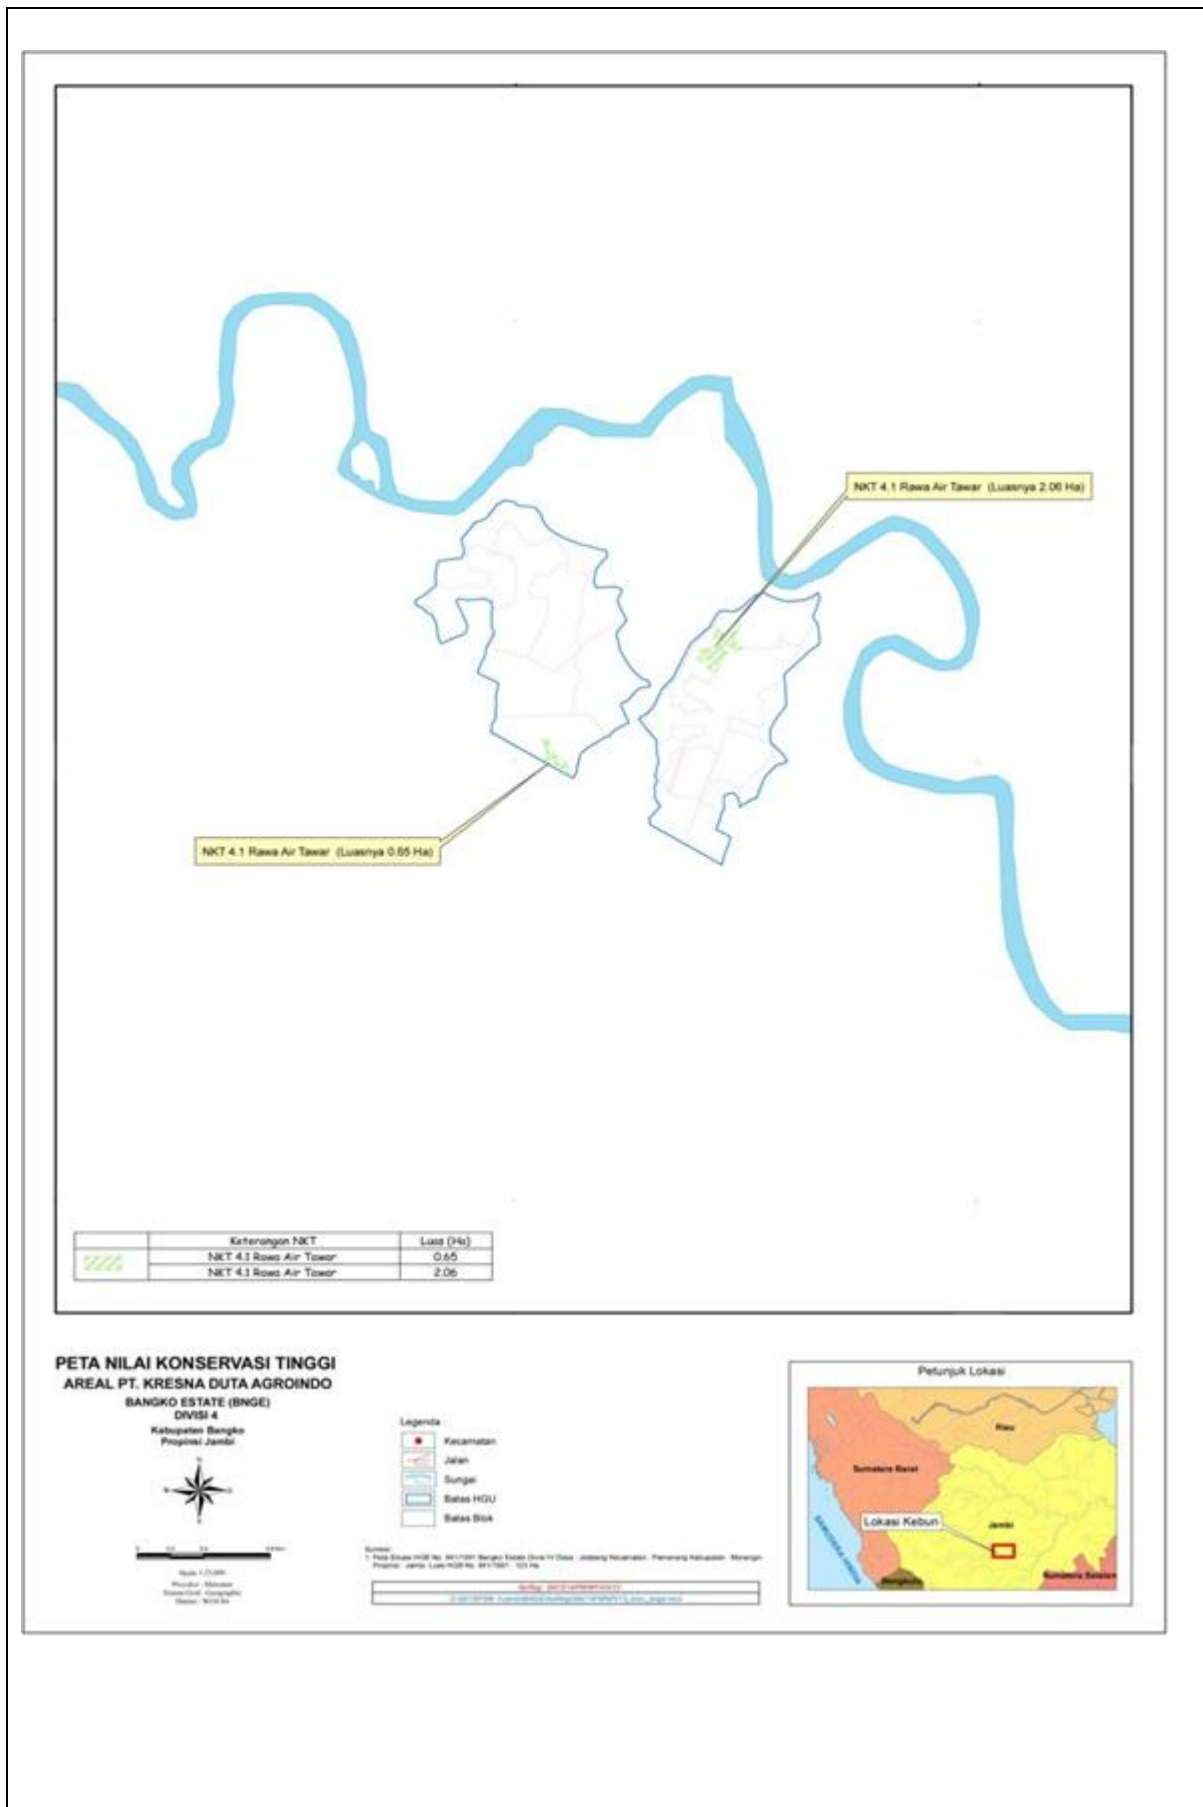 NKT 4.1 Rawa Air Tawar (Luasnya 2.06 Ha)
NKT 4.1 Rawa Air Tawar (Luasnya 0.65 Ha)
Keterangan NKT Luas (Ha)
NKT 4.1 Rawa Air Tawar 0.65
NKT 4.1 Rawa Air Tawar 2.06
PETA NILAI KONSERVASI TINGGI
AREAL PT. KRESNA DUTA AGROINDO
BANGKO ESTATE (BNGE)
DIVISI 4
Kabupaten Bangko
Propinsi Jambi
N
S
Legenda :
Kecamatan
Jalan
Sungai
Batas HGU
Batas Blok
Sumber :
Petunjuk Lokasi
Riau
Sumatera Barat
Lokasi Kebun
Jambi
SAMUDERA HINDIA
Bengkulu
Sumatera Selatan